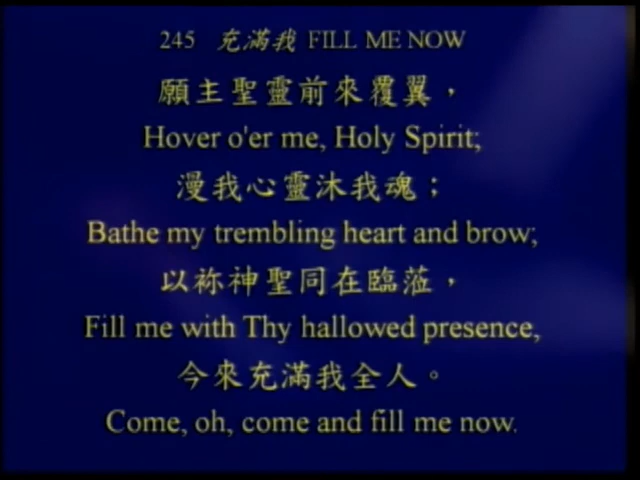 245 充滿我 FILL ME NOW
願主聖靈前來覆翼，
Hover o'er me, Holy Spirit;
漫我心靈沐我魂；
Bathe my trembling heart and brow;
以祢神聖同在臨蒞，
Fill me with Thy hallowed presence,
今來充滿我全人。
Come, oh, come and fill me now.